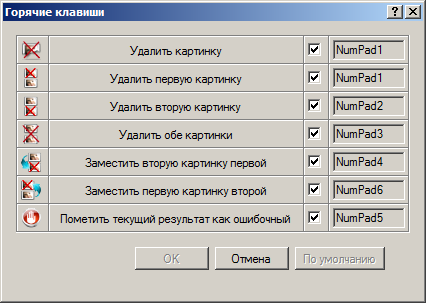 Горячие клавиши
Удалить картинку NumPad1
Удалить первую картинку NumPad1
Удалить вторую картинку NumPad2
Удалить обе картинки NumPad3
Заместить вторую картинку первой NumPad4
Заместить первую картинку второй NumPad6
Пометить текущий результат как ошибочный NumPad5
OK Отмена По умолчанию